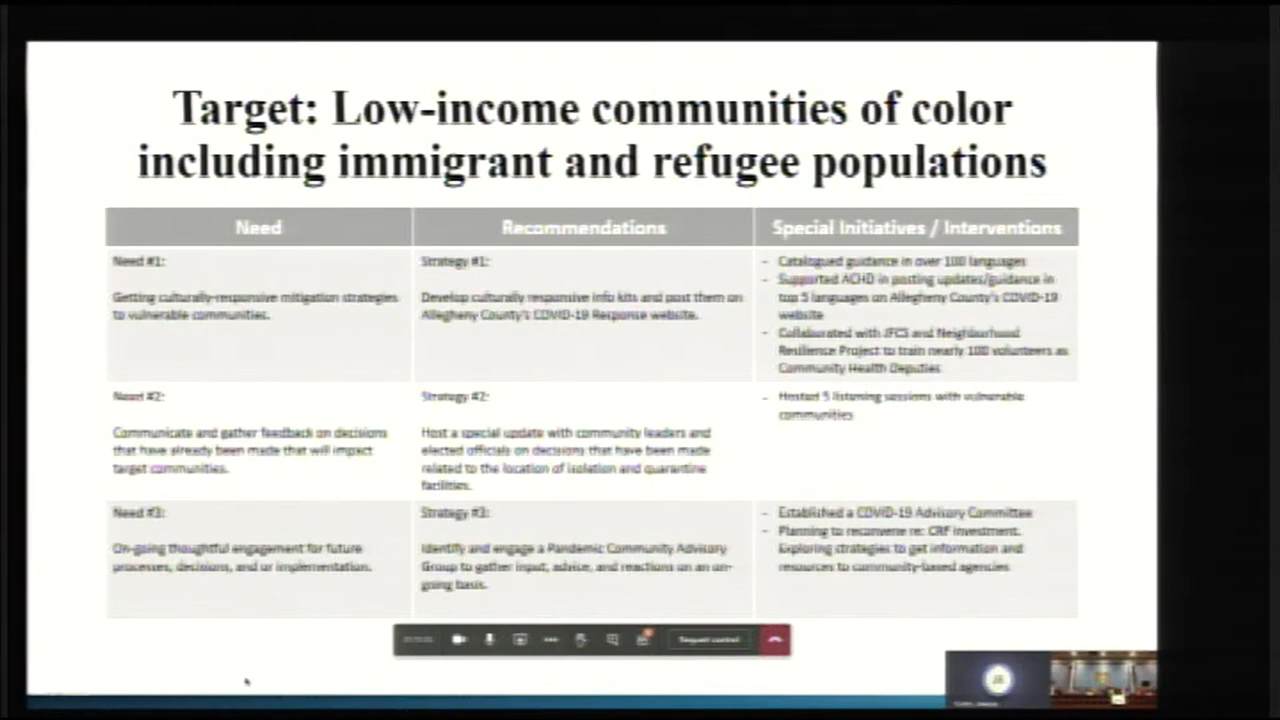 Target: Low-income communities of color
including immigrant and refugee populations
Need
Recommendations
Special Initiatives / Interventions
Need #1:
Getting culturally-responsive mitigation strategies
to vulnerable communities.
Strategy #1:
Develop culturally responsive info kits and post them on
Allegheny County's COVID-19 Response website.
- Catalogued guidance in over 100 languages
- Supported ACHD in posting updates/guidance in
top 5 languages on Allegheny County's COVID-19
website
- Collaborated with JFCS and Neighborhood
Resilience Project to train nearly 100 volunteers as
Community Health Deputies
Need #2:
Communicate and gather feedback on decisions
that have already been made that will impact
target communities.
Strategy #2:
Host a special update with community leaders and
elected officials on decisions that have been made
related to the location of isolation and quarantine
facilities.
- Hosted 5 listening sessions with vulnerable
communities
Need #3:
On-going thoughtful engagement for future
processes, decisions, and or implementation.
Strategy #3:
Identify and engage a Pandemic Community Advisory
Group to gather input, advice, and reactions on an on-
going basis.
- Established a COVID-19 Advisory Committee
- Planning to reconvene re: CRF investment.
Exploring strategies to get information and
resources to community-based agencies
Request control